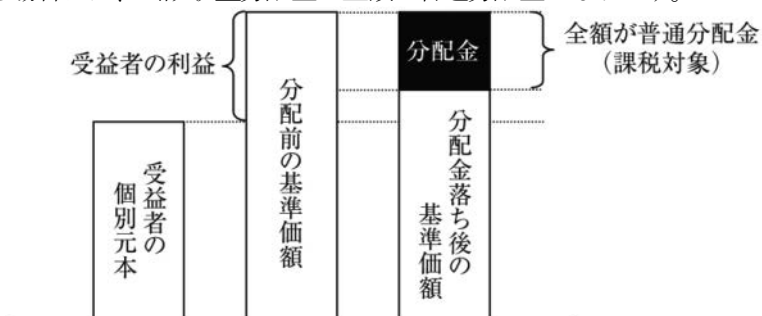 受益者の利益
分配金
全額が普通分配金
(課税対象)
受益者の
個別元本
分配前の基準価額
分配金落ち後の
基準価額